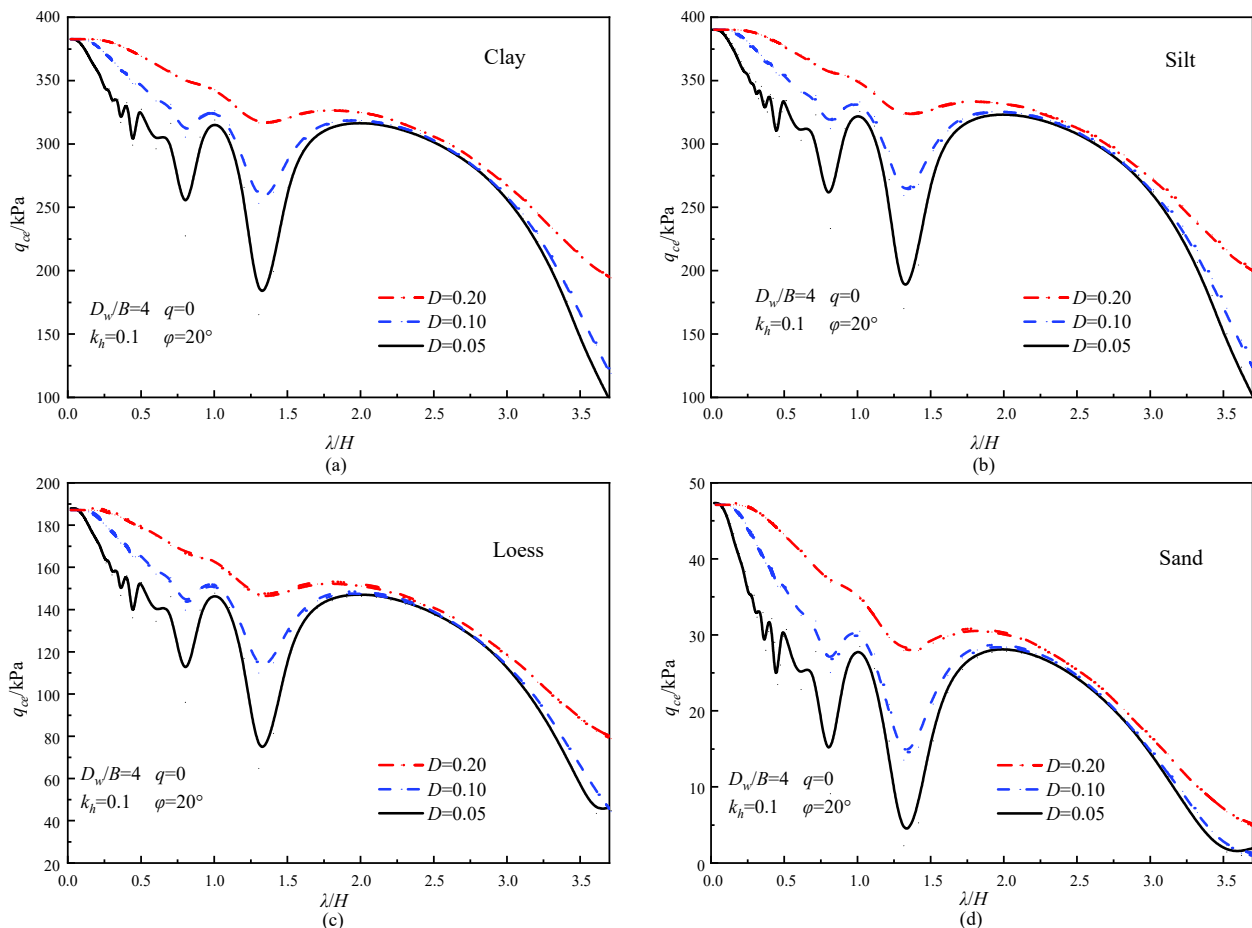 400
350
300
250
200
150
100
q_ce/kPa
Clay
D_w/B=4 q=0
k_h=0.1 φ=20°
D=0.20
D=0.10
D=0.05
0.0 0.5 1.0 1.5 2.0 2.5 3.0 3.5
λ/H
(a)
400
350
300
250
200
150
100
q_ce/kPa
Silt
D_w/B=4 q=0
k_h=0.1 φ=20°
D=0.20
D=0.10
D=0.05
0.0 0.5 1.0 1.5 2.0 2.5 3.0 3.5
λ/H
(b)
200
180
160
140
120
100
80
60
40
20
q_ce/kPa
Loess
D_w/B=4 q=0
k_h=0.1 φ=20°
D=0.20
D=0.10
D=0.05
0.0 0.5 1.0 1.5 2.0 2.5 3.0 3.5
λ/H
(c)
50
40
30
20
10
5
0
q_ce/kPa
Sand
D_w/B=4 q=0
k_h=0.1 φ=20°
D=0.20
D=0.10
D=0.05
0.0 0.5 1.0 1.5 2.0 2.5 3.0 3.5
λ/H
(d)